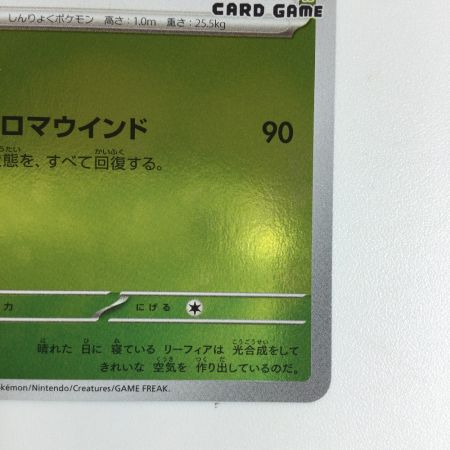 CARD GAME
しんりょくポケモン 高さ:1.0m 重さ:25.5kg
ロマウインド 90
態を、すべて回復する。
力 にげる
晴れた 日に 寝ている リーフィアは 光合成をして
きれいな 空気を 作り出しているのだ。
okémon/Nintendo/Creatures/GAME FREAK.